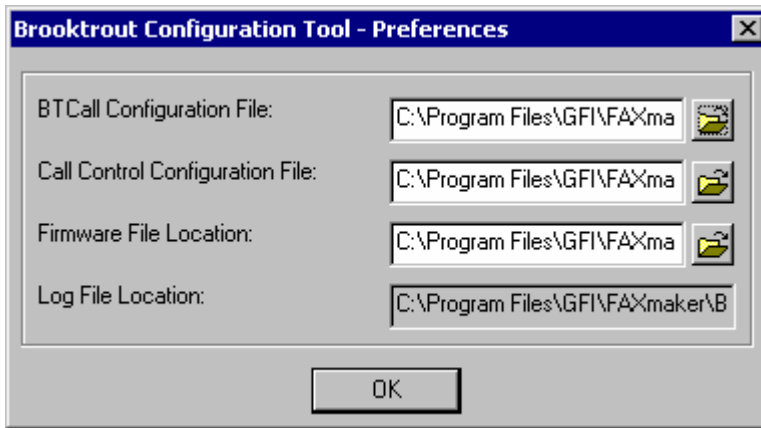 Brooktrout Configuration Tool - Preferences
BTCall Configuration File:
C:\Program Files\GFI\FAXma
Call Control Configuration File:
C:\Program Files\GFI\FAXma
Firmware File Location:
C:\Program Files\GFI\FAXma
Log File Location:
C:\Program Files\GFI\FAXmaker\B
OK